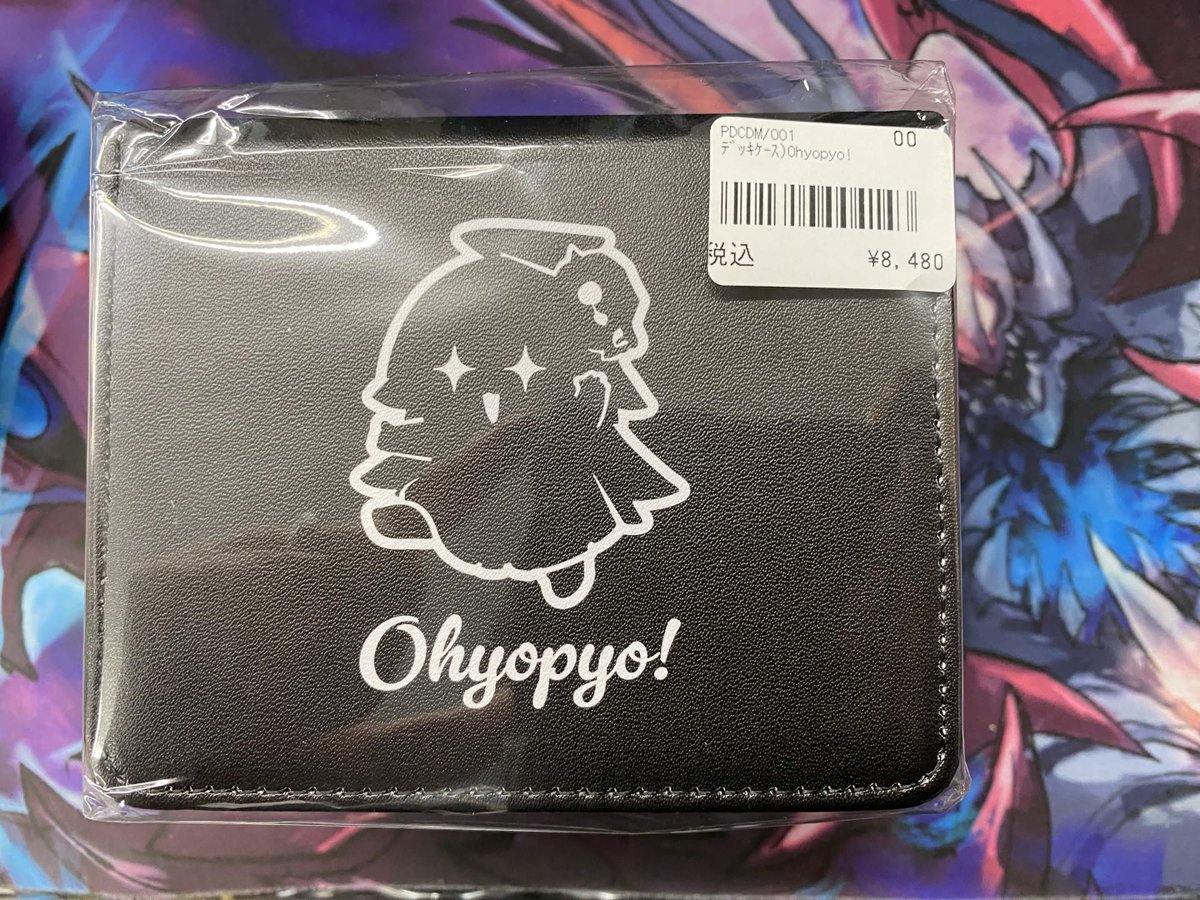 PDCDM/001 00
ﾃﾞｯｷｹｰｽ)Ohyopyo!
税込 ¥8,480
Ohyopyo!